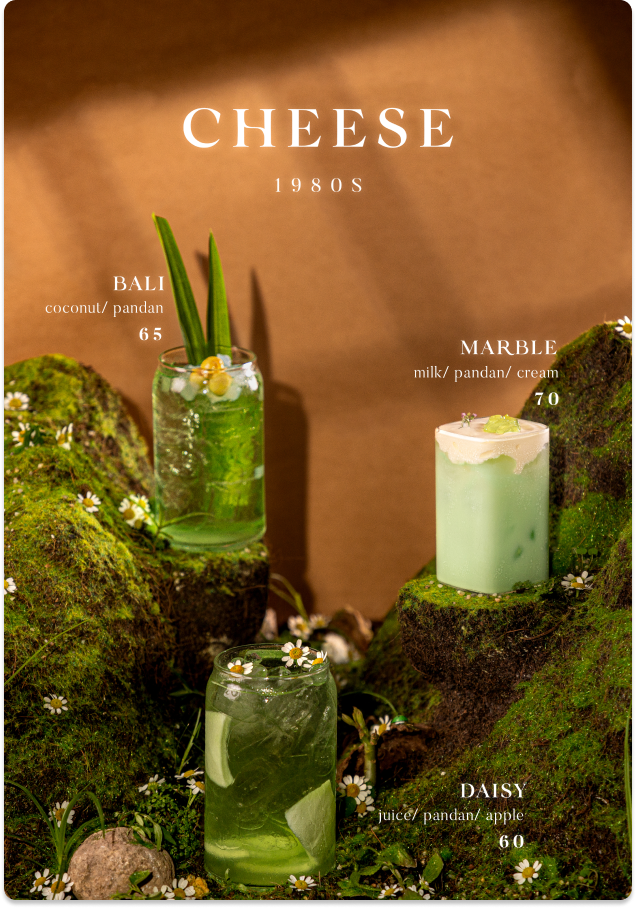 CHEESE
1980S
BALI
coconut/ pandan
65
MARBLE
milk/ pandan/ cream
70
DAISY
juice/ pandan/ apple
60